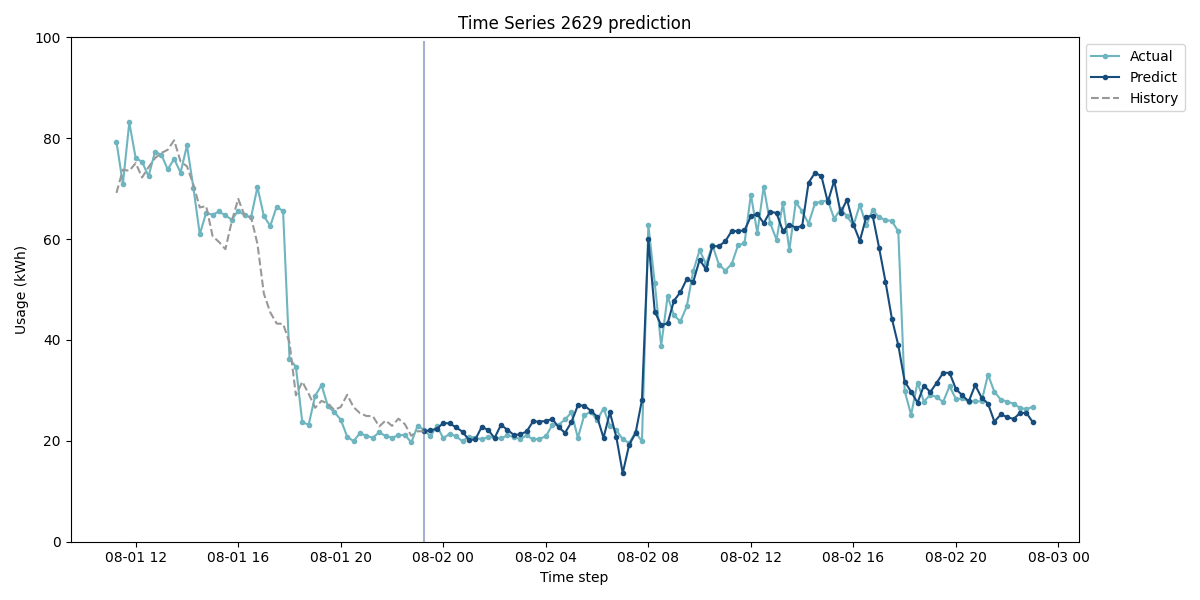 Time Series 2629 prediction
Usage (kWh)
100
80
60
40
20
0
08-01 12
08-01 16
08-01 20
08-02 00
08-02 04
08-02 08
08-02 12
08-02 16
08-02 20
08-03 00
Time step
Actual
Predict
History